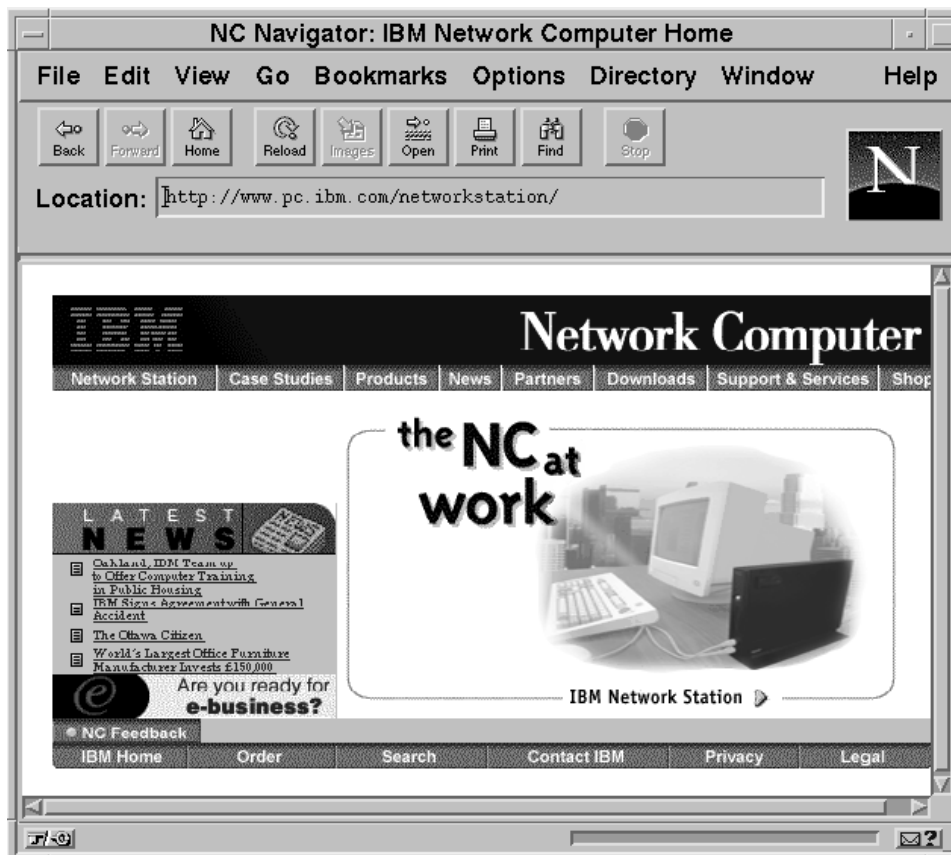 NC Navigator: IBM Network Computer Home
File Edit View Go Bookmarks Options Directory Window Help
Back Forward Home Reload Images Open Print Find Stop
Location: http://www.pc.ibm.com/networkstation/
N
IBM Network Computer
Network Station Case Studies Products News Partners Downloads Support & Services Shop
the NC at
work
LATEST
NEWS
Oakland, IBM Team up
to Offer Computer Training
in Public Housing
IBM Signs Agreement with General
Accident
The Ottawa Citizen
World's Largest Office Furniture
Manufacturer Invests £150,000
IBM Network Station
e Are you ready for
e-business?
NC Feedback
IBM Home Order Search Contact IBM Privacy Legal